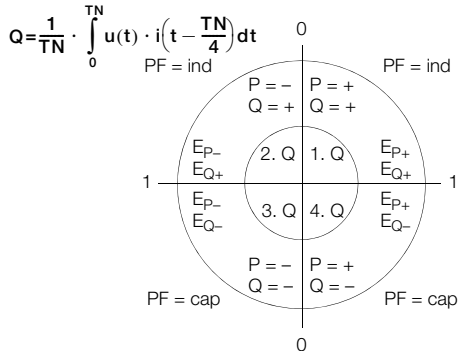 Q = 1/TN · ∫ TN 0 u(t) · i(t − TN/4) dt
0
PF = ind
PF = ind
P = − P = +
Q = + Q = +
2. Q 1. Q
EP− EP+
EQ+ EQ+
1 1
EP− EP+
EQ− EQ−
3. Q 4. Q
P = − P = +
Q = − Q = −
PF = cap PF = cap
0